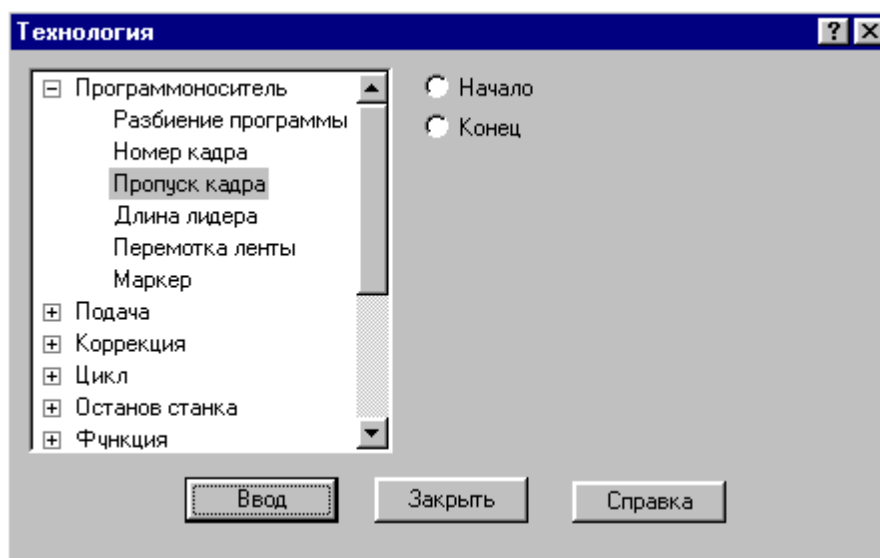 Технология
Программоноситель
Разбиение программы
Номер кадра
Пропуск кадра
Длина лидера
Перемотка ленты
Маркер
Подача
Коррекция
Цикл
Останов станка
Функция
Начало
Конец
Ввод
Закрыть
Справка